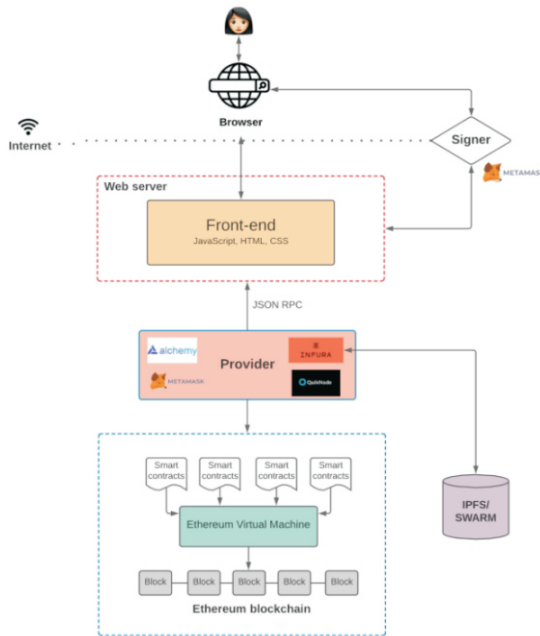 Browser
Internet
Signer
METAMAS
Web server
Front-end
JavaScript, HTML, CSS
JSON RPC
alchemy
INFURA
Provider
METAMASK
QuikNode
Smart
contracts
Smart
contracts
Smart
contracts
Smart
contracts
Ethereum Virtual Machine
IPFS/
SWARM
Block
Block
Block
Block
Block
Ethereum blockchain